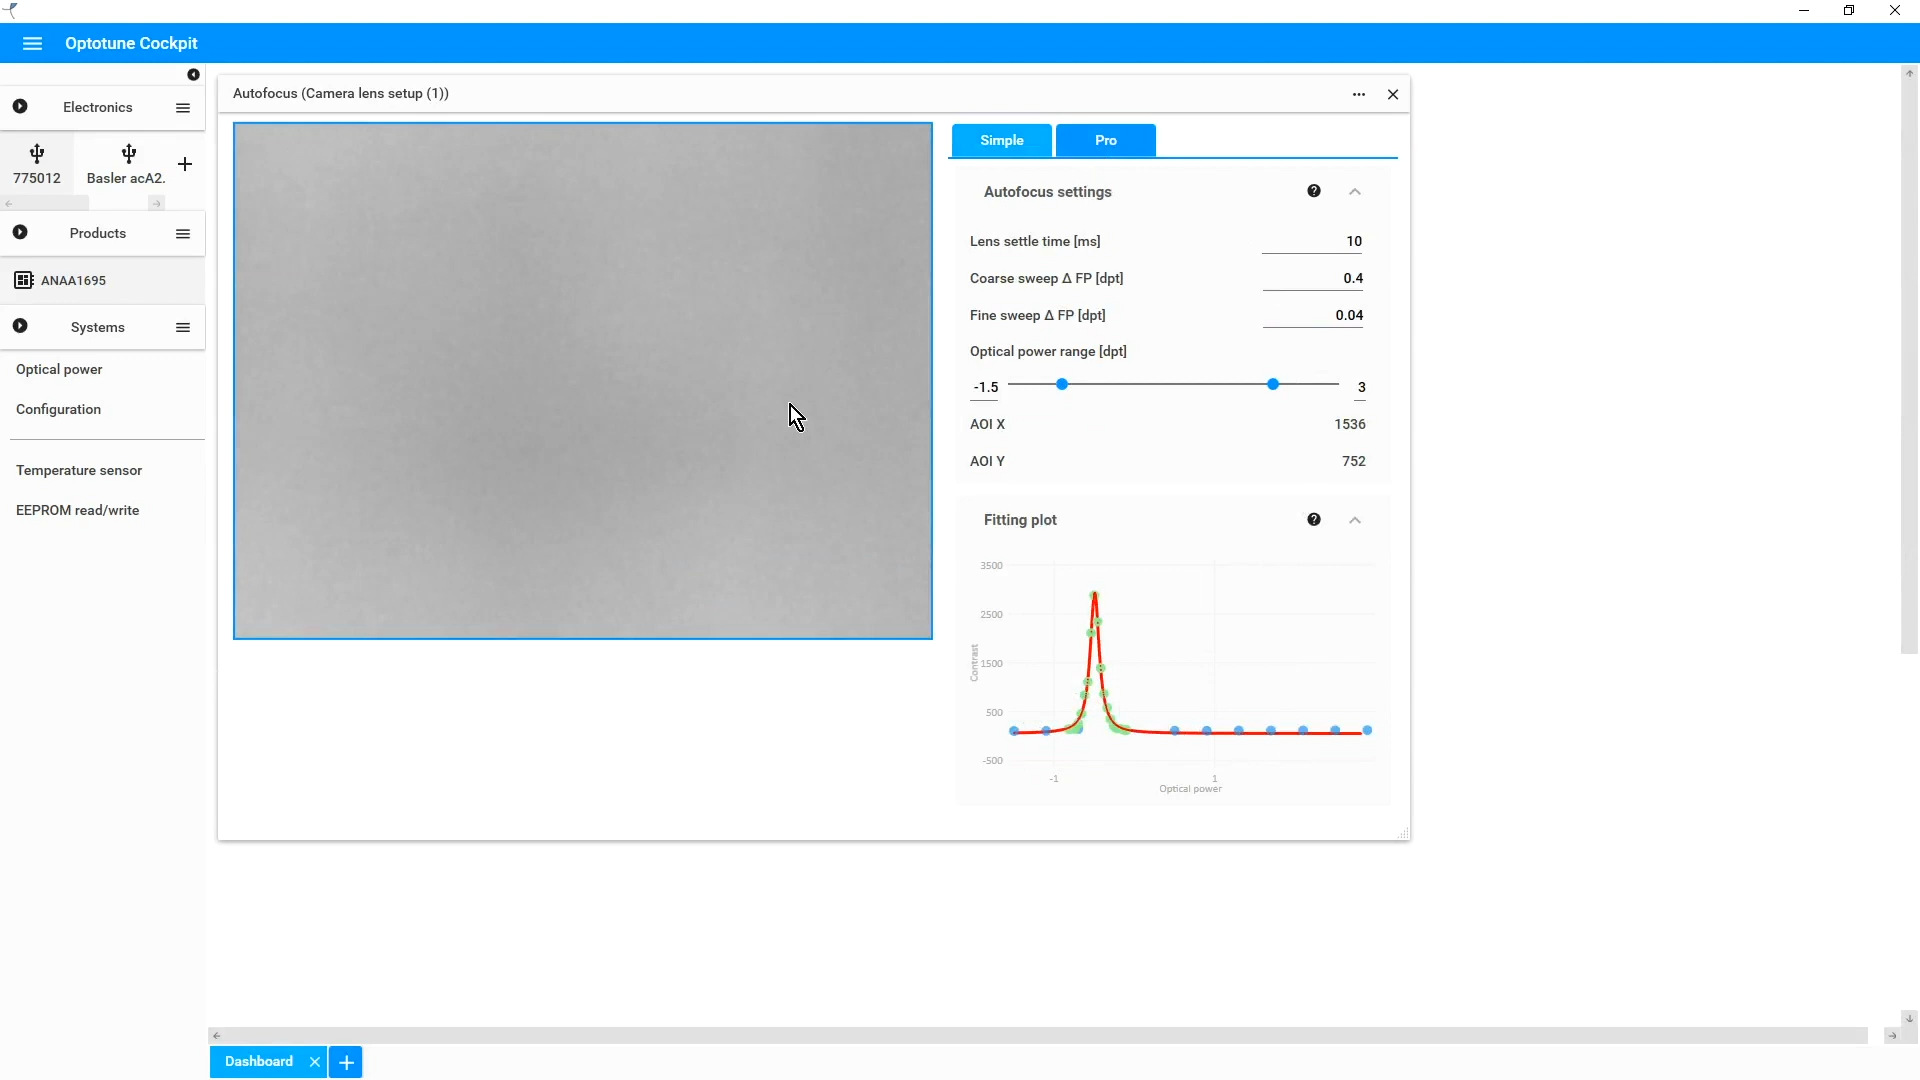 Optotune Cockpit
Electronics
775012
Basler acA2.
Products
ANAA1695
Systems
Optical power
Configuration
Temperature sensor
EEPROM read/write
Autofocus (Camera lens setup (1))
Simple
Pro
Autofocus settings
Lens settle time [ms] 10
Coarse sweep Δ FP [dpt] 0.4
Fine sweep Δ FP [dpt] 0.04
Optical power range [dpt]
-1.5 3
AOI X 1536
AOI Y 752
Fitting plot
3500
2500
1500
500
-500
Contrast
-1 1
Optical power
Dashboard